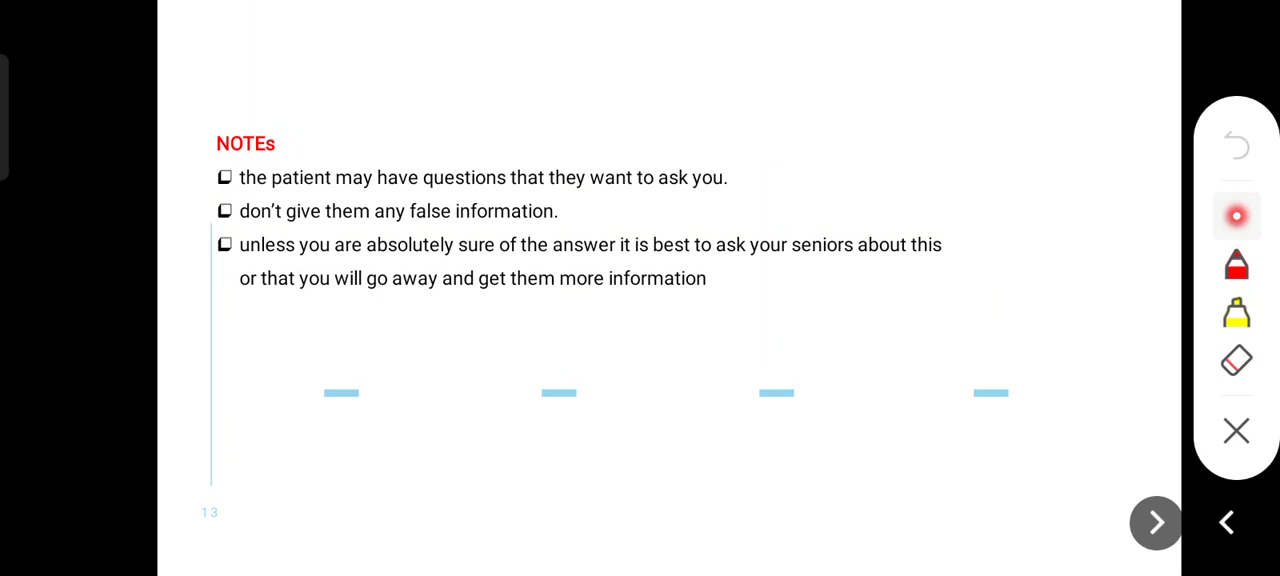 NOTEs
❑ the patient may have questions that they want to ask you.
❑ don’t give them any false information.
❑ unless you are absolutely sure of the answer it is best to ask your seniors about this
or that you will go away and get them more information
13